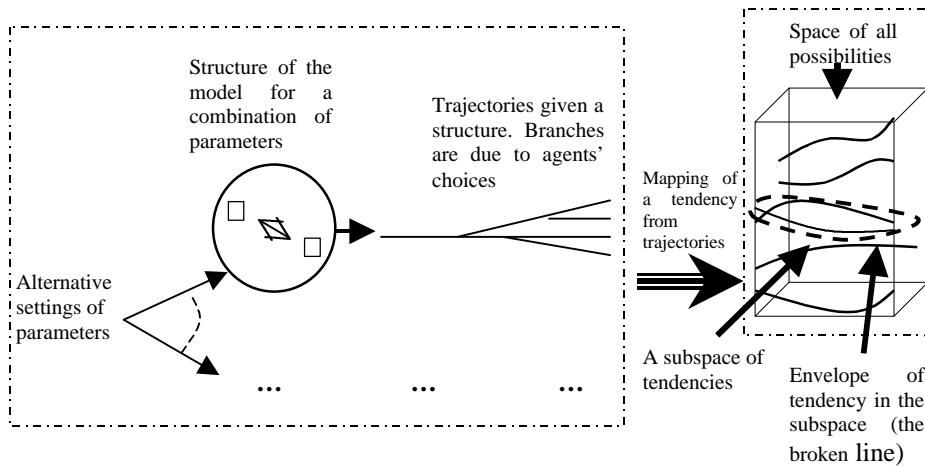 Structure of the
model for a
combination of
parameters
Trajectories given a
structure. Branches
are due to agents'
choices
Alternative
settings of
parameters
...
...
...
Mapping of
a tendency
from
trajectories
Space of all
possibilities
A subspace of
tendencies
Envelope of
tendency in the
subspace (the
broken line)